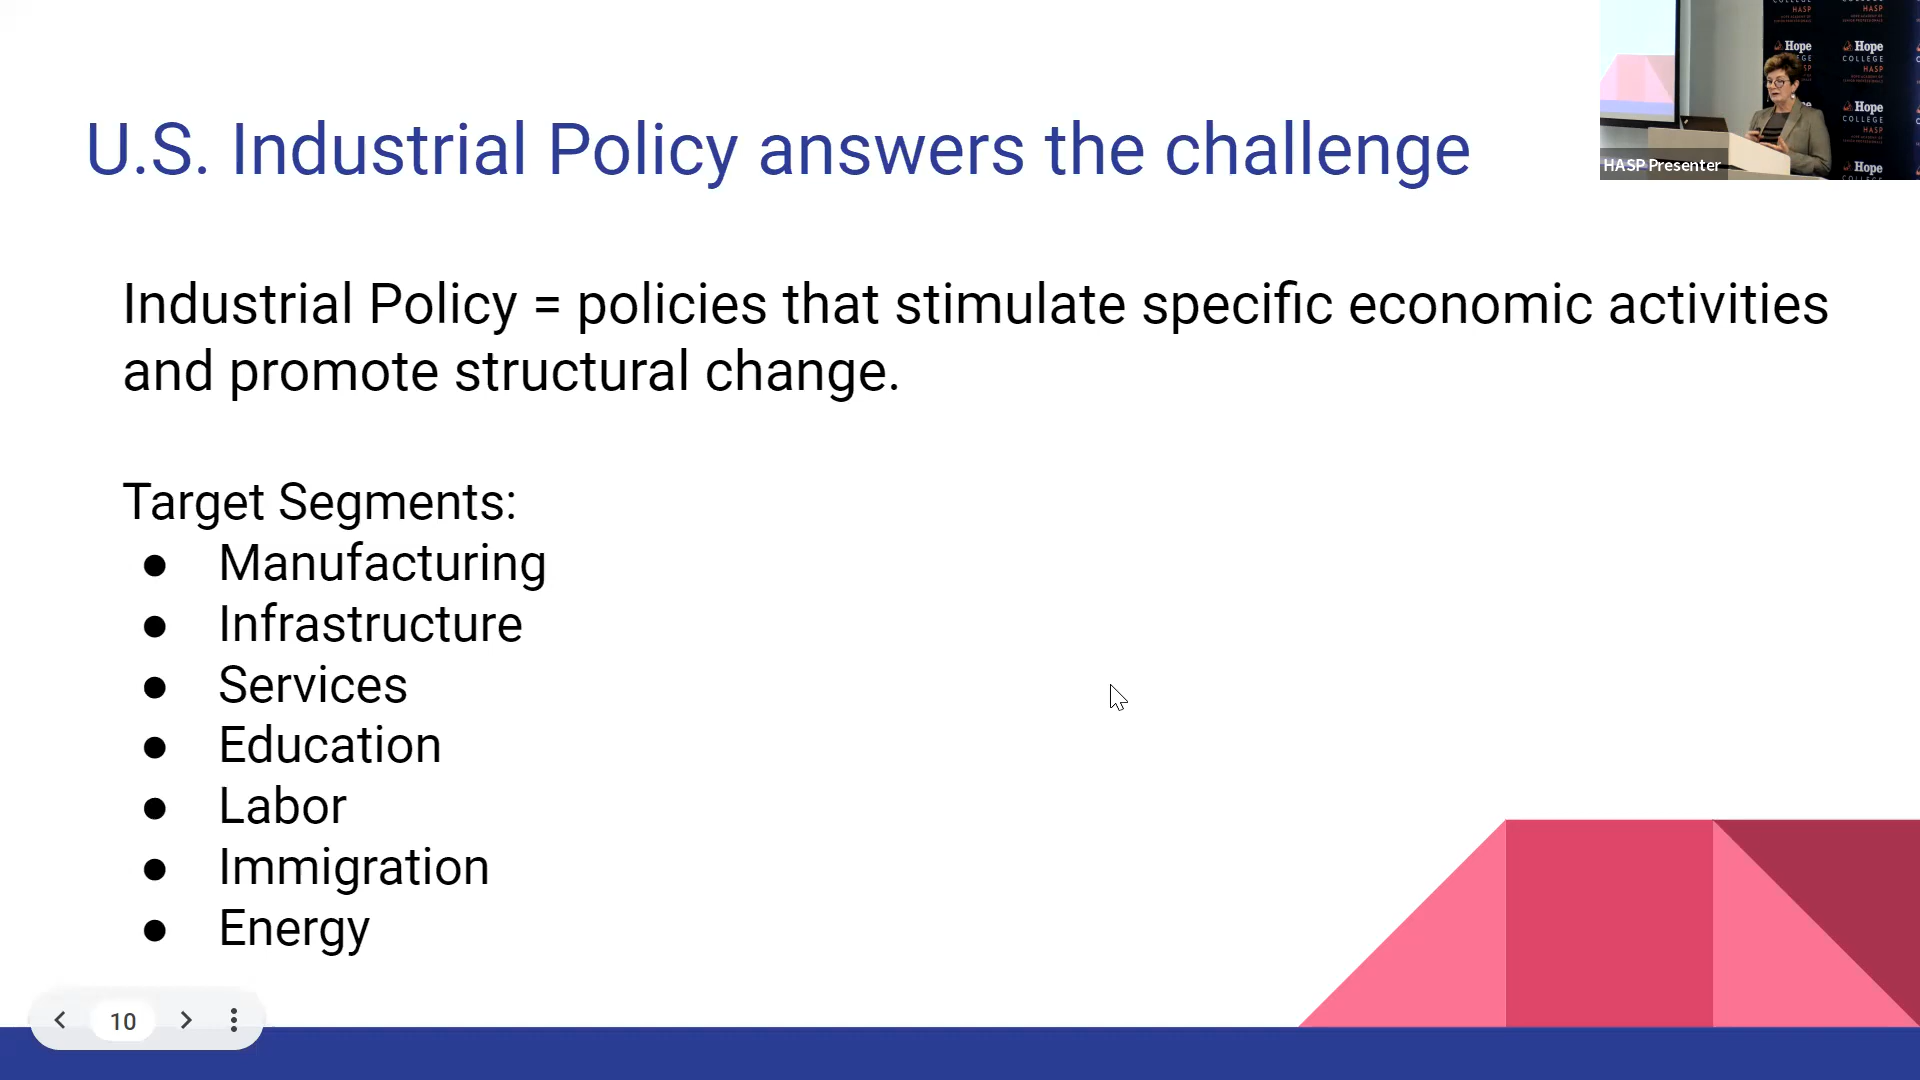 U.S. Industrial Policy answers the challenge
Industrial Policy = policies that stimulate specific economic activities
and promote structural change.
Target Segments:
● Manufacturing
● Infrastructure
● Services
● Education
● Labor
● Immigration
● Energy
10
HASP Presenter
HASP
Hope
COLLEGE
HASP
Hope
COLLEGE
HASP
Hope